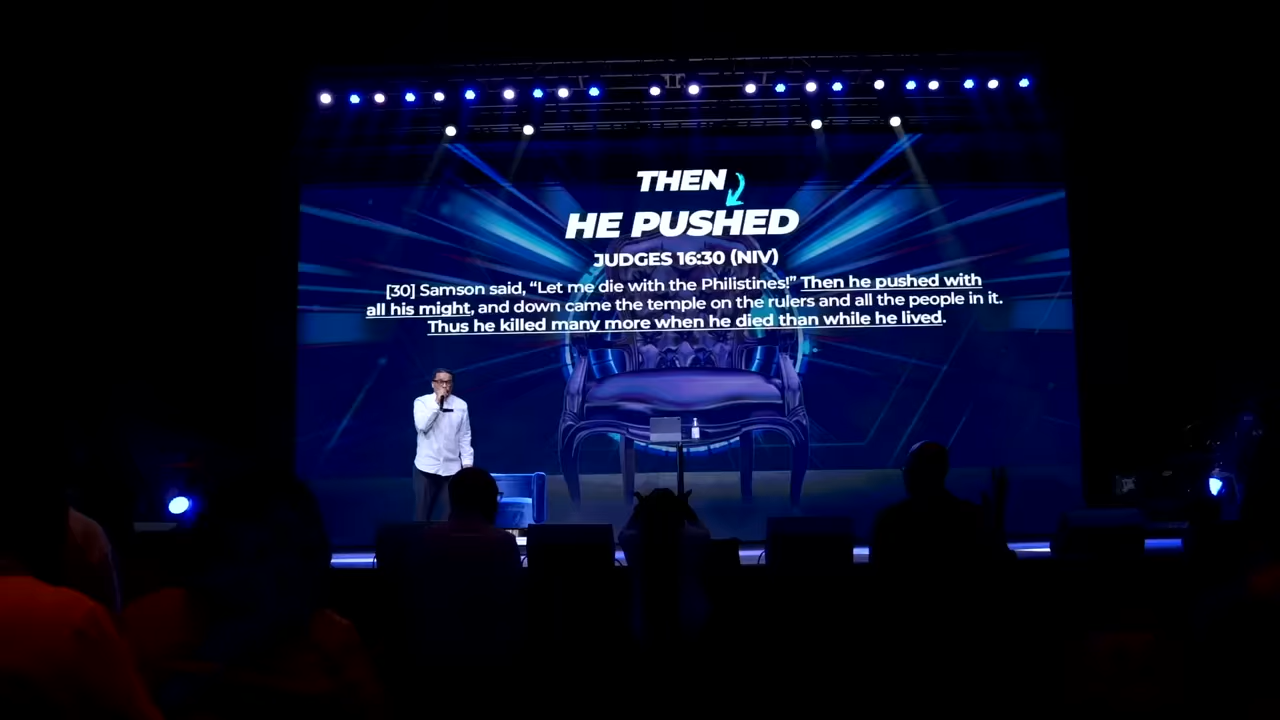 THEN
HE PUSHED
JUDGES 16:30 (NIV)
[30] Samson said, “Let me die with the Philistines!” Then he pushed with
all his might, and down came the temple on the rulers and all the people in it.
Thus he killed many more when he died than while he lived.